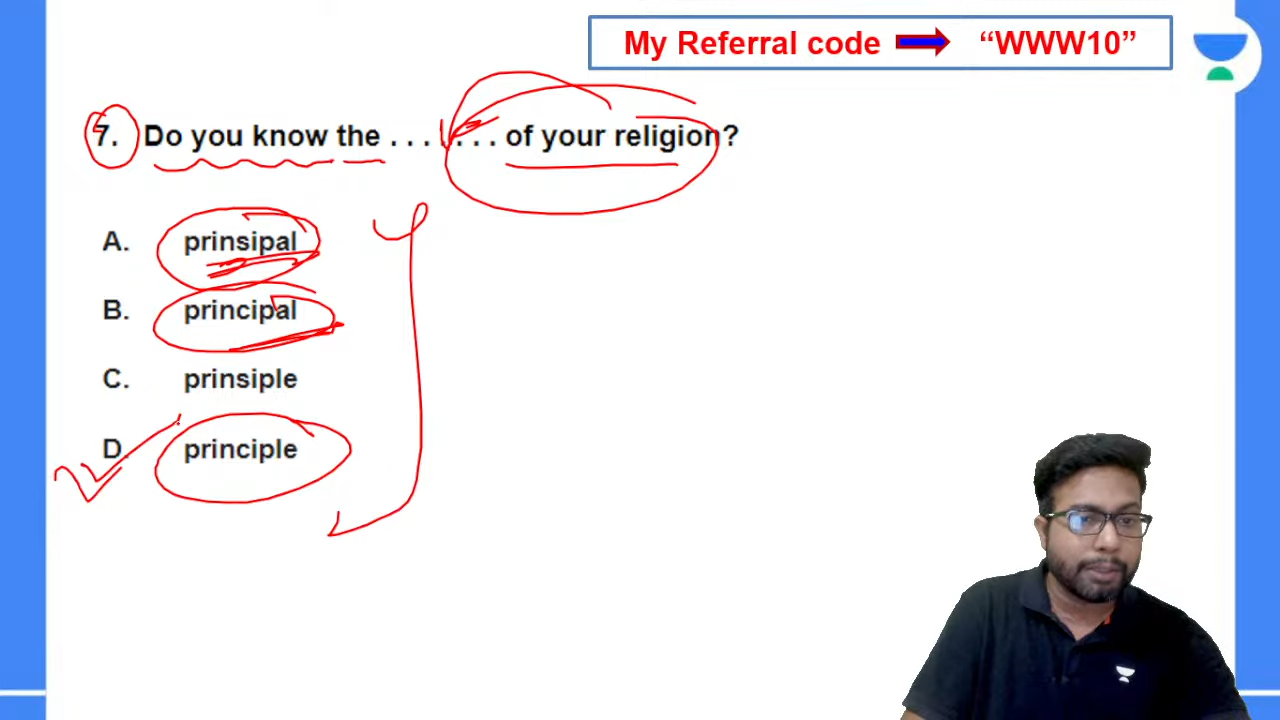 My Referral code “WWW10”
7. Do you know the . . . . . . . of your religion?
A. prinsipal
B. principal
C. prinsiple
D. principle